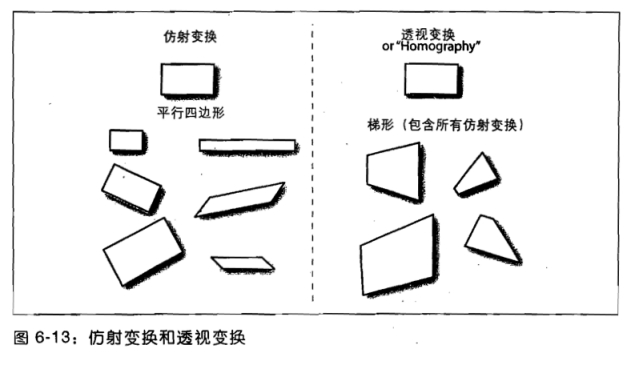 仿射变换
透视变换
or “Homography”
平行四边形
梯形（包含所有仿射变换）
图 6-13：仿射变换和透视变换